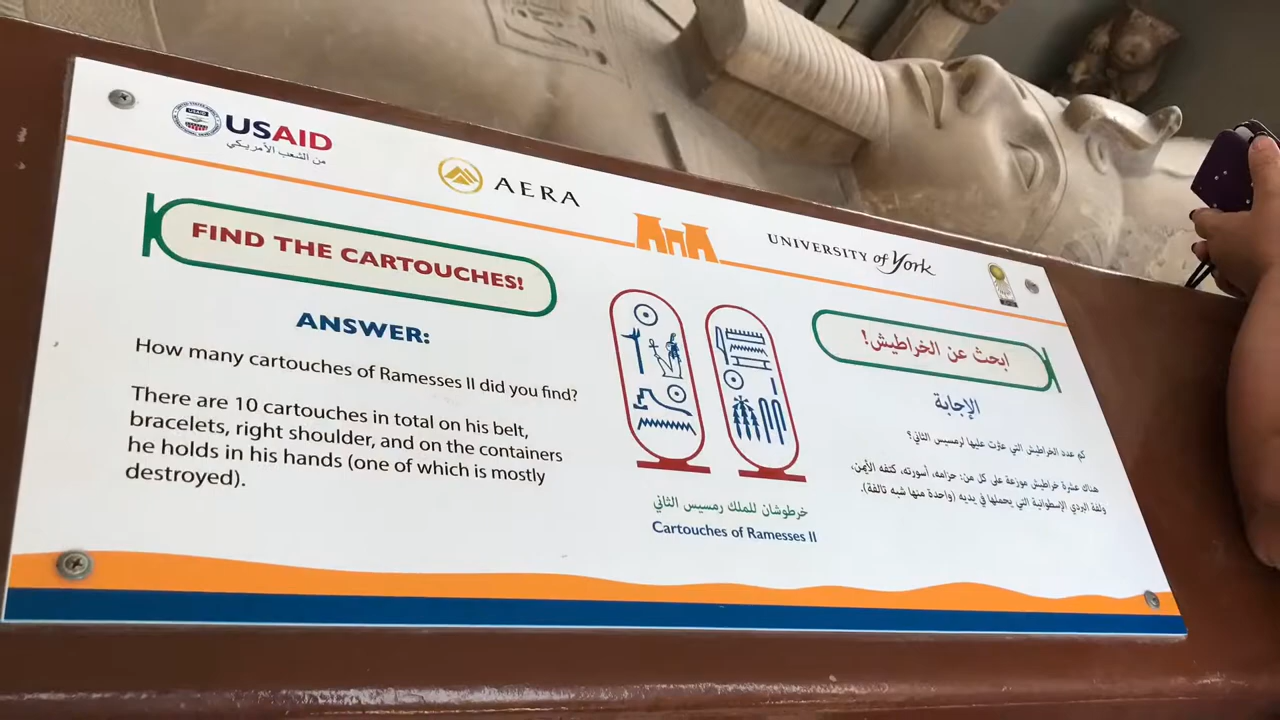 USAID
من الشعب الأمريكي
AERA
UNIVERSITY of York
FIND THE CARTOUCHES!
ANSWER:
How many cartouches of Ramesses II did you find?
There are 10 cartouches in total on his belt,
bracelets, right shoulder, and on the containers
he holds in his hands (one of which is mostly
destroyed).
خرطوشان للملك رمسيس الثاني
Cartouches of Ramesses II
ابحث عن الخراطيش!
الإجابة
كم عدد الخراطيش التي عثرت عليها لرمسيس الثاني؟
هناك عشرة خراطيش موزعة على كل من: حزامه، أسورته، كتفه الأيمن،
ولفة البردي الإسطوانية التي يحملها في يديه (واحدة منها شبه تالفة).